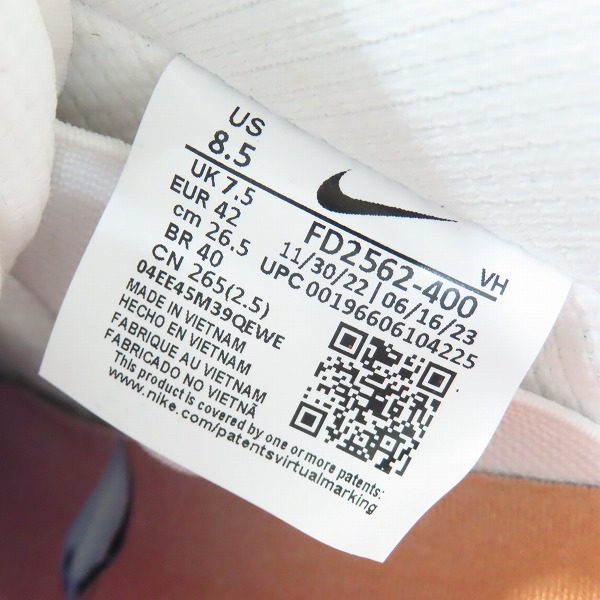 US
8.5
UK 7.5
EUR 42
cm 26.5
BR 40
CN 265(2.5)
04EE45M39QEWE
FD2562-400
VH
11/30/22 | 06/16/23
UPC 00196606104225
MADE IN VIETNAM
HECHO EN VIETNAM
FABRIQUE AU VIETNAM
FABRICADO NO VIETNÃ
This product is covered by one or more patents:
www.nike.com/patentsvirtualmarking